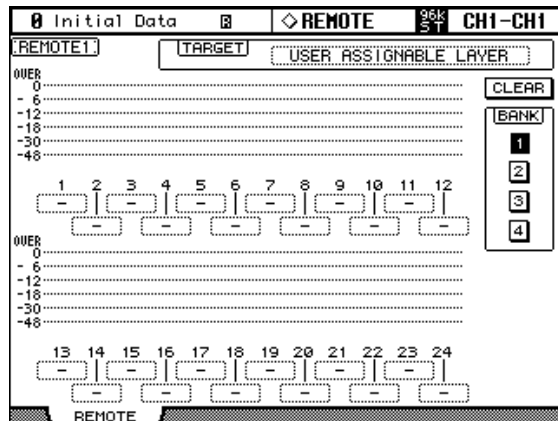 0 Initial Data R ◇REMOTE 96k ST CH1-CH1
REMOTE1 TARGET USER ASSIGNABLE LAYER
OVER
0
- 6
-12
-18
-30
-48
CLEAR
BANK
1
2
3
4
1 2 3 4 5 6 7 8 9 10 11 12
- - - - - -
- - - - - -
OVER
0
- 6
-12
-18
-30
-48
13 14 15 16 17 18 19 20 21 22 23 24
- - - - - -
- - - - - -
REMOTE